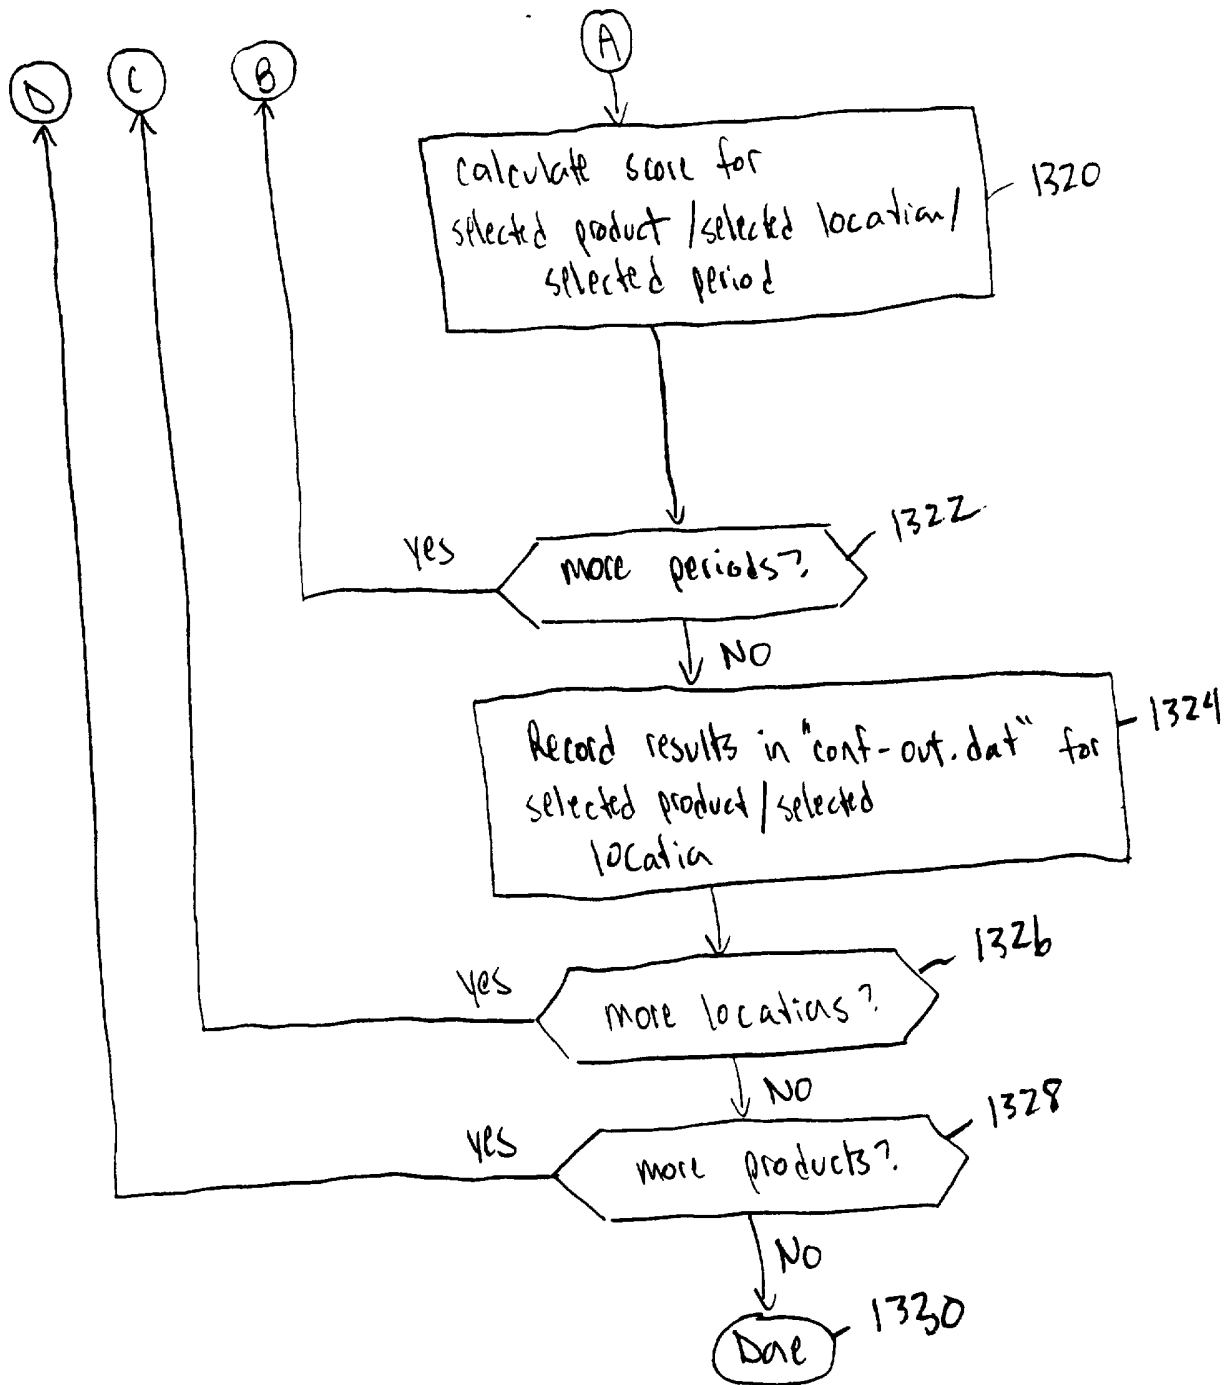 A
D
C
B
calculate score for
selected product / selected location /
selected period
1320
more periods?
1322
yes
NO
Record results in "conf-out.dat" for
selected product / selected
location
1324
more locations?
1326
yes
NO
more products?
1328
yes
NO
Done
1330